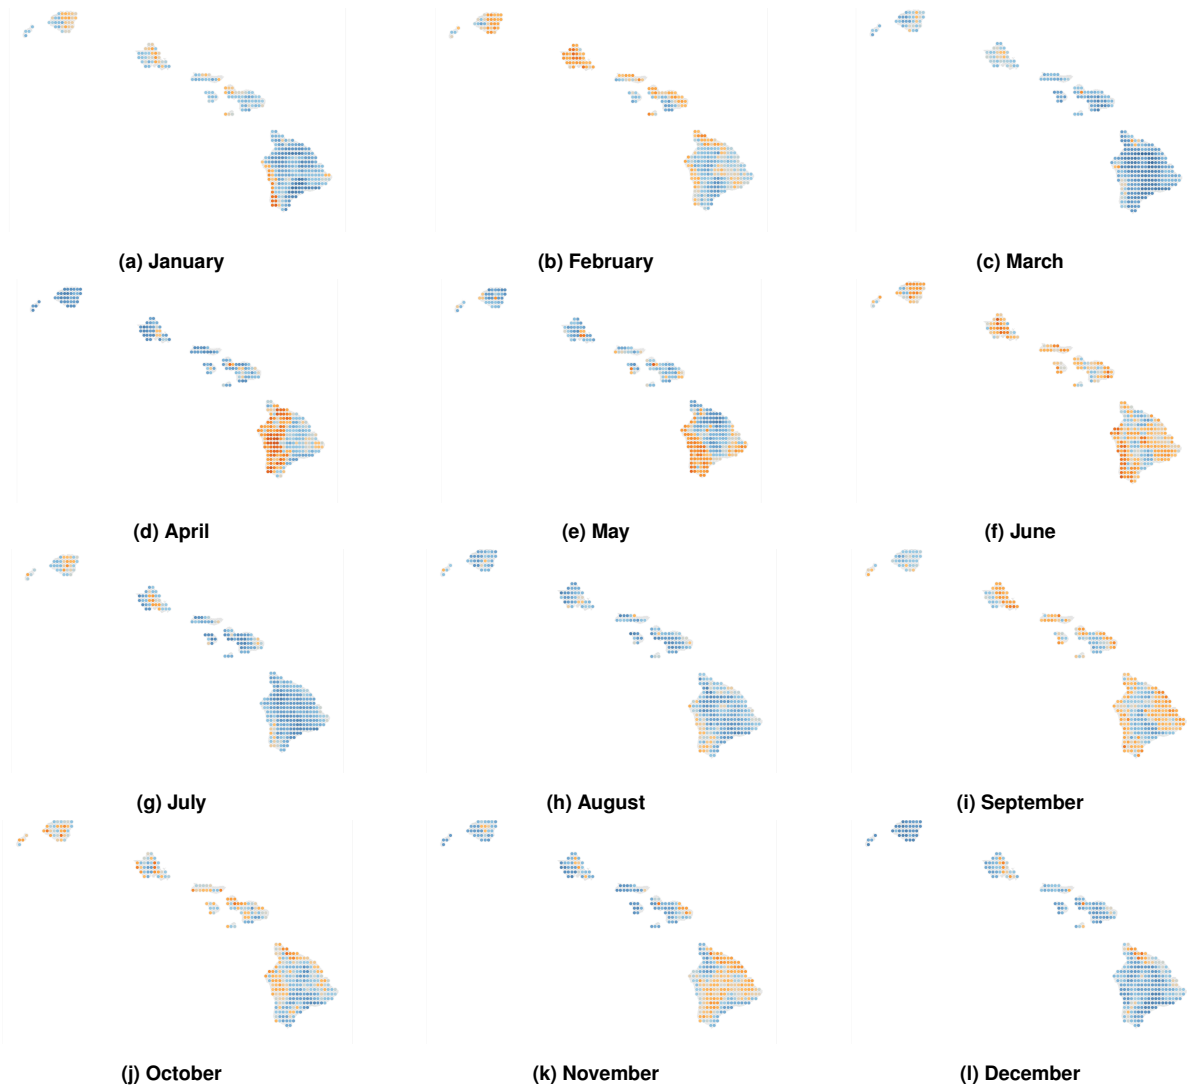 (a) January
(b) February
(c) March
(d) April
(e) May
(f) June
(g) July
(h) August
(i) September
(j) October
(k) November
(l) December